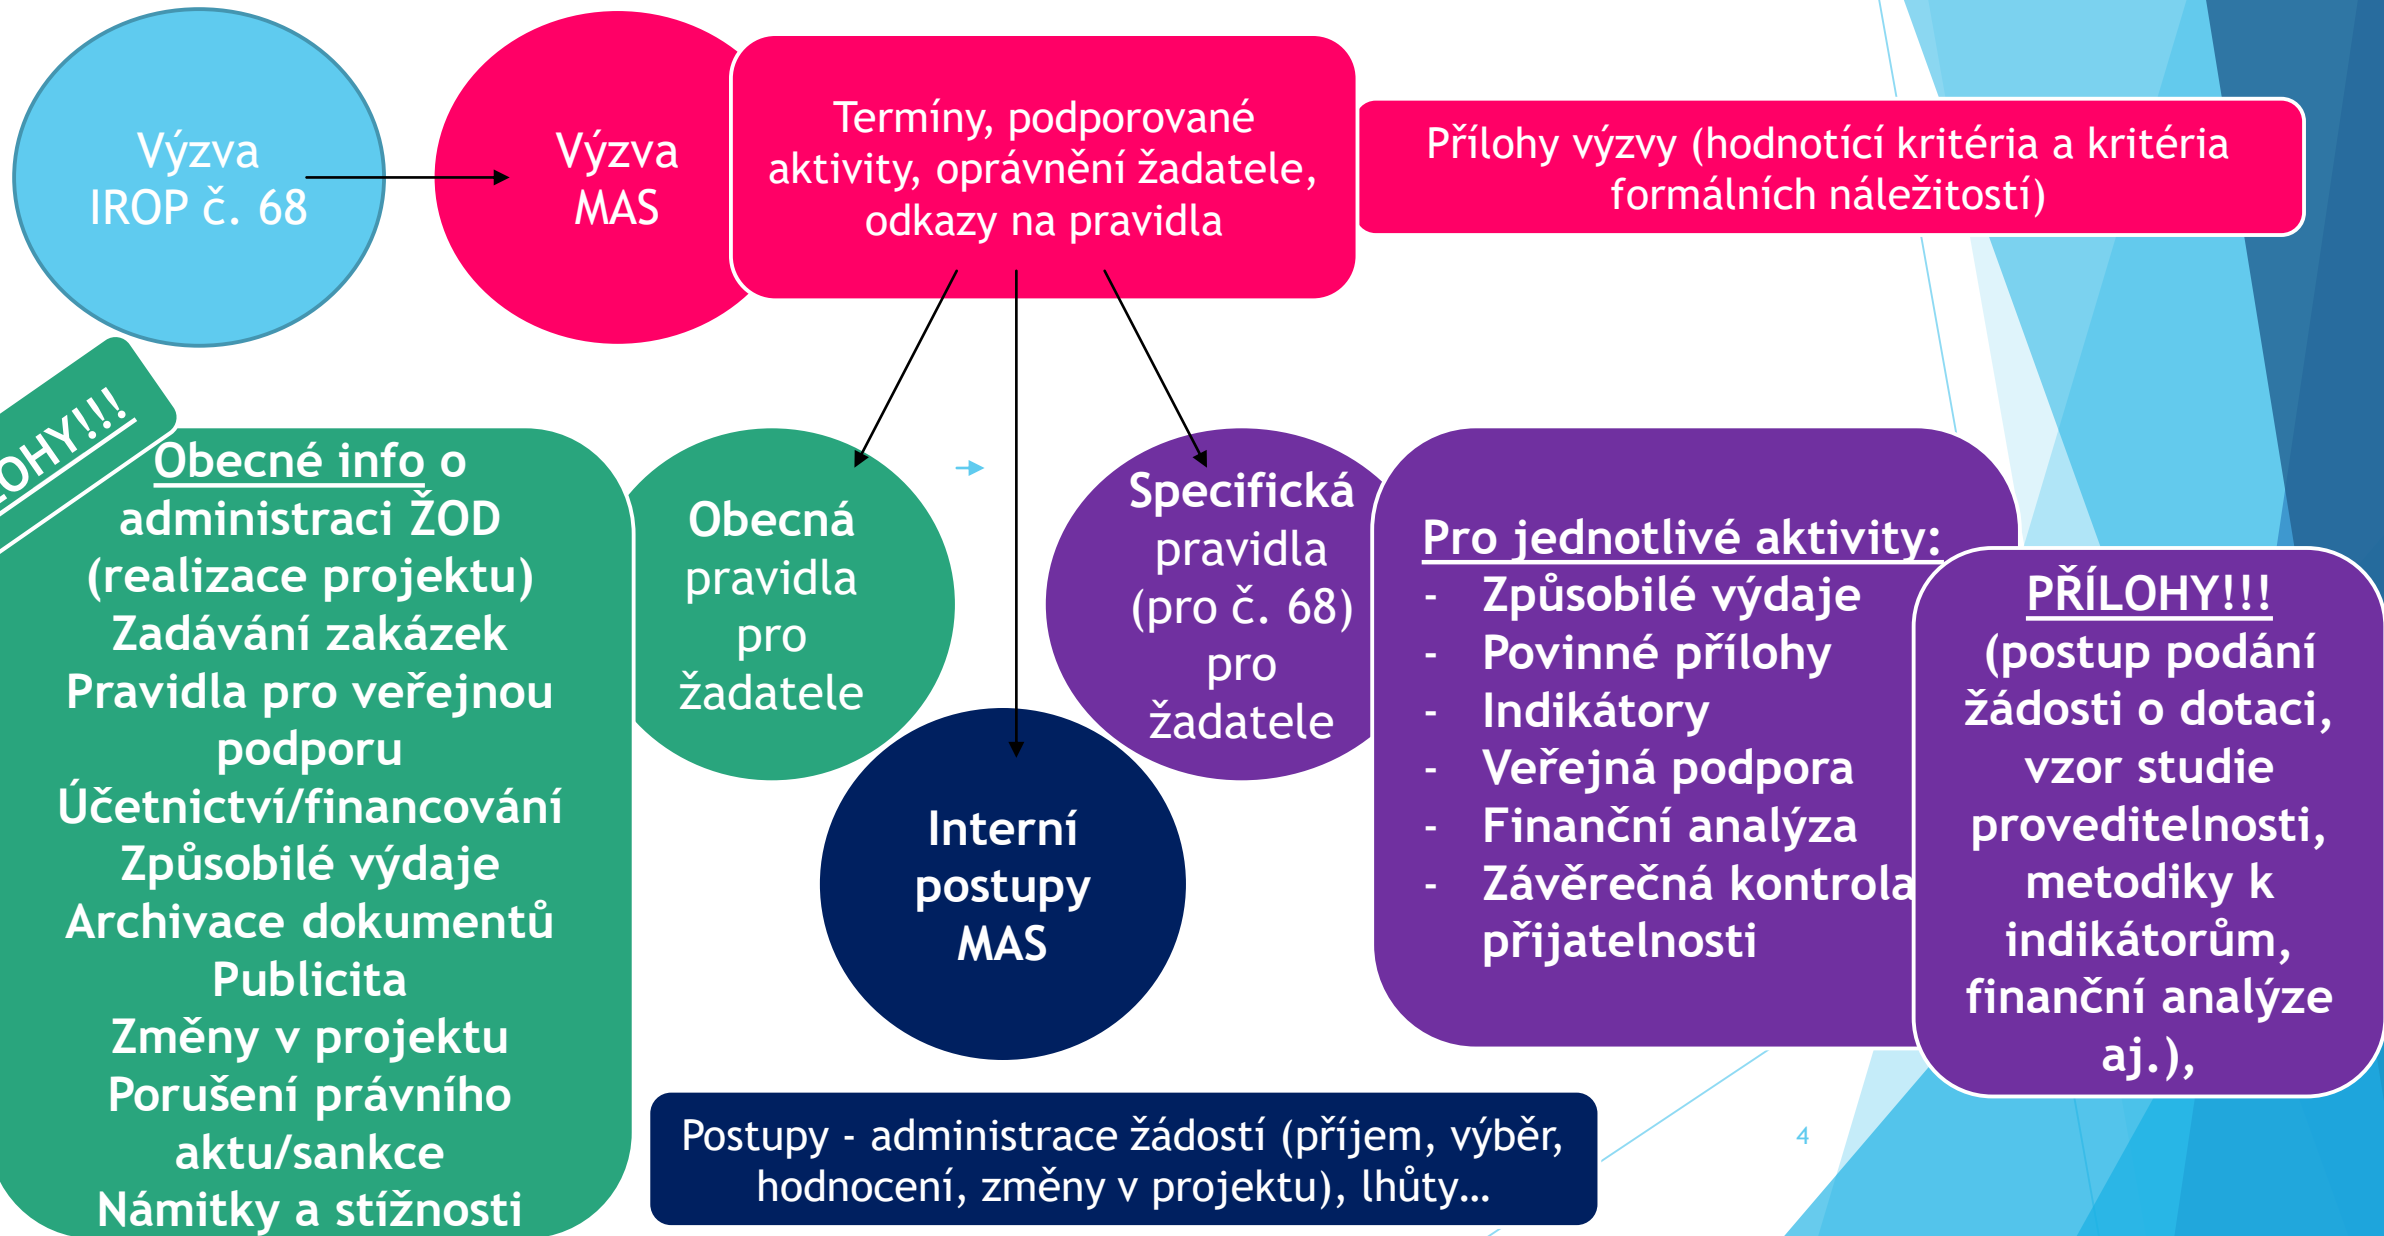 Výzva
IROP č. 68
Výzva
MAS
Termíny, podporované
aktivity, oprávnění žadatele,
odkazy na pravidla
Přílohy výzvy (hodnotící kritéria a kritéria
formálních náležitostí)
Obecné info o
administraci ŽOD
(realizace projektu)
Zadávání zakázek
Pravidla pro veřejnou
podporu
Účetnictví/financování
Způsobilé výdaje
Archivace dokumentů
Publicita
Změny v projektu
Porušení právního
aktu/sankce
Námitky a stížnosti
Obecná
pravidla
pro
žadatele
Interní
postupy
MAS
Specifická
pravidla
(pro č. 68)
pro
žadatele
Pro jednotlivé aktivity:
- Způsobilé výdaje
- Povinné přílohy
- Indikátory
- Veřejná podpora
- Finanční analýza
- Závěrečná kontrola
přijatelnosti
PŘÍLOHY!!!
(postup podání
žádosti o dotaci,
vzor studie
proveditelnosti,
metodiky k
indikátorům,
finanční analýze
aj.),
Postupy - administrace žádostí (příjem, výběr,
hodnocení, změny v projektu), lhůty…
4